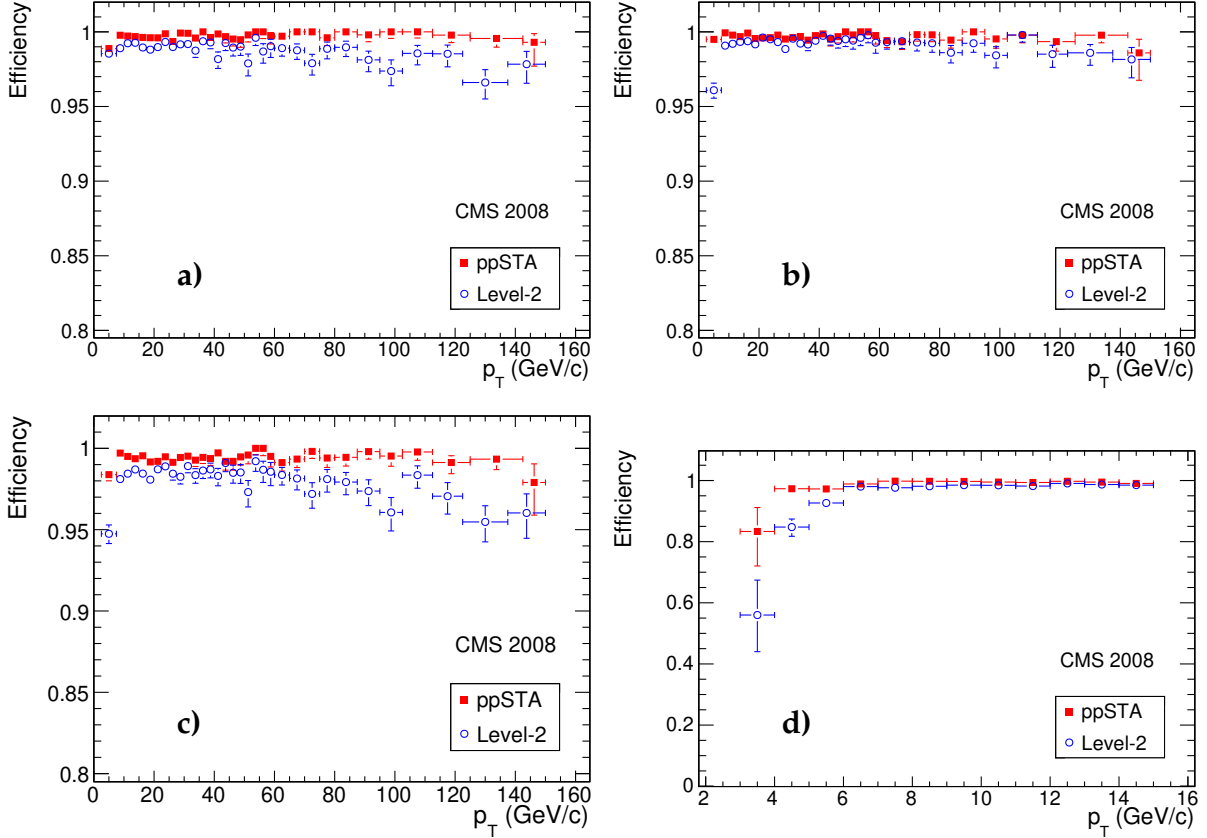 Efficiency
1
0.95
0.9
0.85
0.8
CMS 2008
a)
ppSTA
Level-2
0 20 40 60 80 100 120 140 160
p_T (GeV/c)
Efficiency
1
0.95
0.9
0.85
0.8
CMS 2008
b)
ppSTA
Level-2
0 20 40 60 80 100 120 140 160
p_T (GeV/c)
Efficiency
1
0.95
0.9
0.85
0.8
CMS 2008
c)
ppSTA
Level-2
0 20 40 60 80 100 120 140 160
p_T (GeV/c)
Efficiency
1
0.8
0.6
0.4
0.2
0
CMS 2008
d)
ppSTA
Level-2
2 4 6 8 10 12 14 16
p_T (GeV/c)